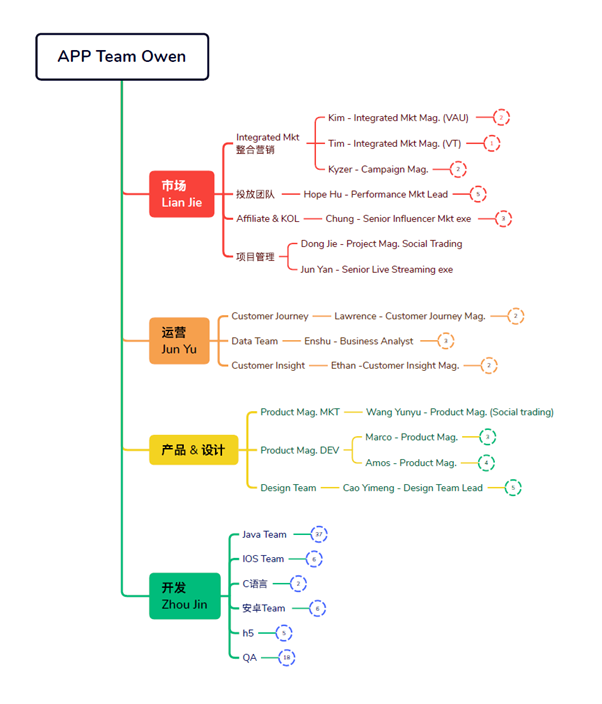 APP Team Owen
市场
Lian Jie
Integrated Mkt
整合营销
Kim - Integrated Mkt Mag. (VAU)
2
Tim - Integrated Mkt Mag. (VT)
1
Kyzer - Campaign Mag.
2
投放团队
Hope Hu - Performance Mkt Lead
5
Affiliate & KOL
Chung - Senior Influencer Mkt exe
3
项目管理
Dong Jie - Project Mag. Social Trading
Jun Yan - Senior Live Streaming exe
运营
Jun Yu
Customer Journey
Lawrence - Customer Journey Mag.
2
Data Team
Enshu - Business Analyst
3
Customer Insight
Ethan -Customer Insight Mag.
2
产品 & 设计
Product Mag. MKT
Wang Yunyu - Product Mag. (Social trading)
Product Mag. DEV
Marco - Product Mag.
3
Amos - Product Mag.
4
Design Team
Cao Yimeng - Design Team Lead
5
开发
Zhou Jin
Java Team
37
IOS Team
6
C语言
2
安卓Team
6
h5
5
QA
18